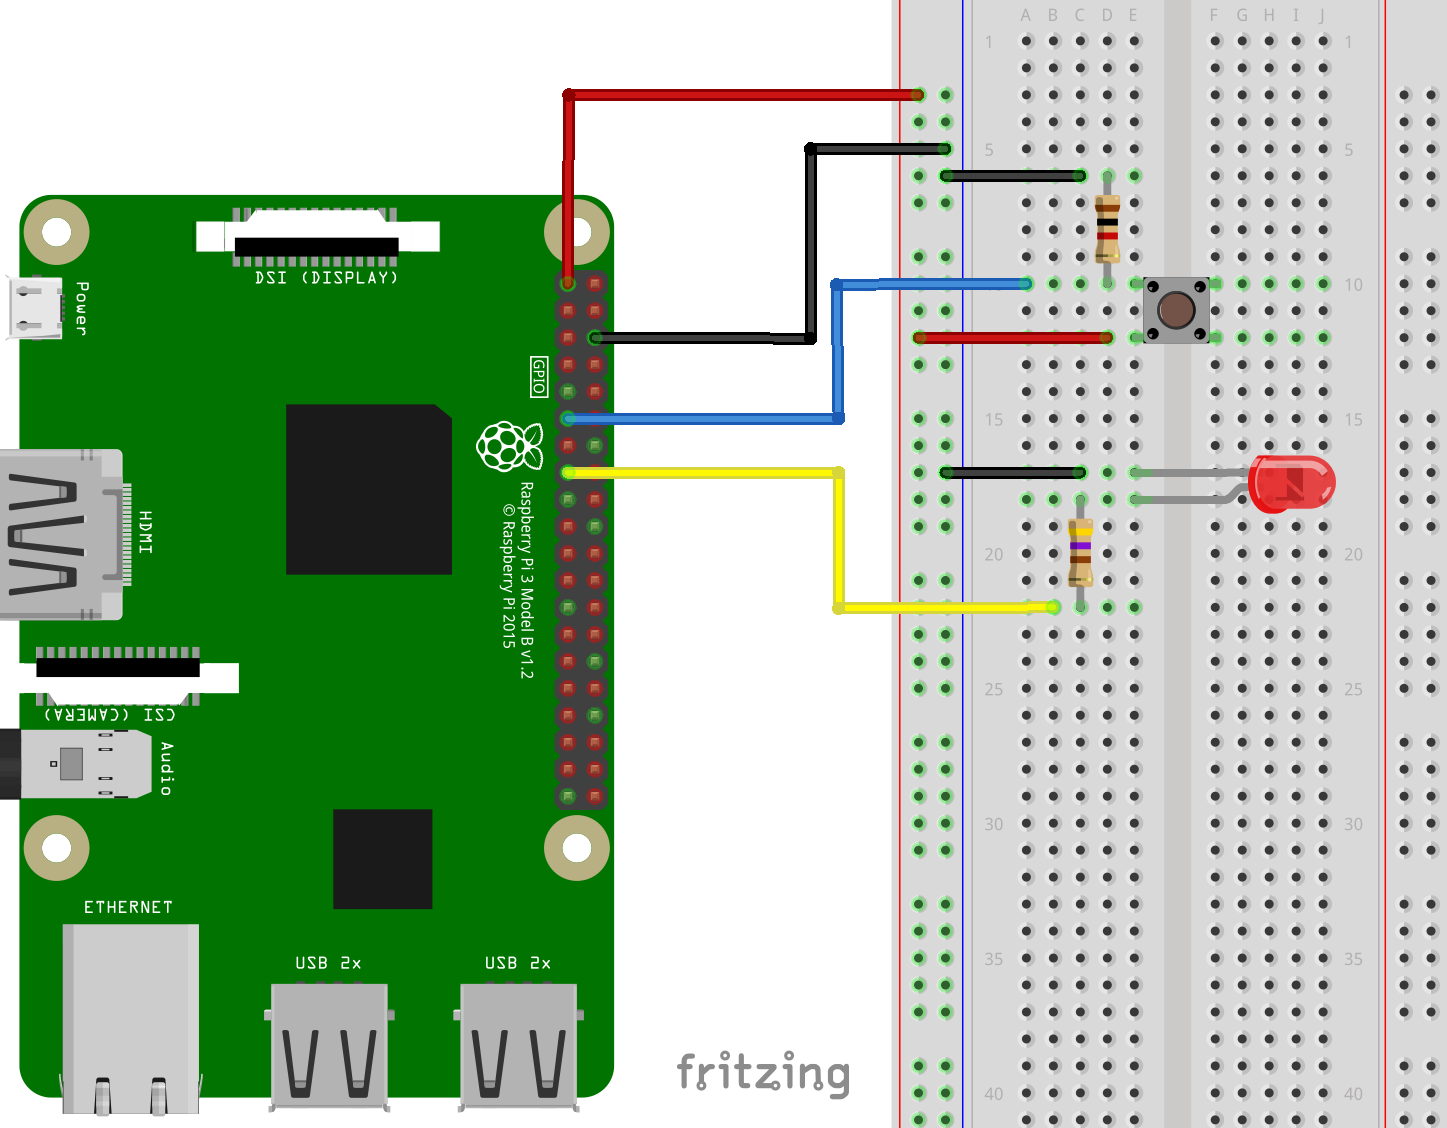 A B C D E F G H I J
1 1
5 5
DSI (DISPLAY)
Power
10 10
GPIO
15 15
Raspberry Pi 3 Model B v1.2
© Raspberry Pi 2015
HDMI
20 20
25 25
CSI (CAMERA)
Audio
30 30
ETHERNET
35 35
USB 2x USB 2x
fritzing
40 40